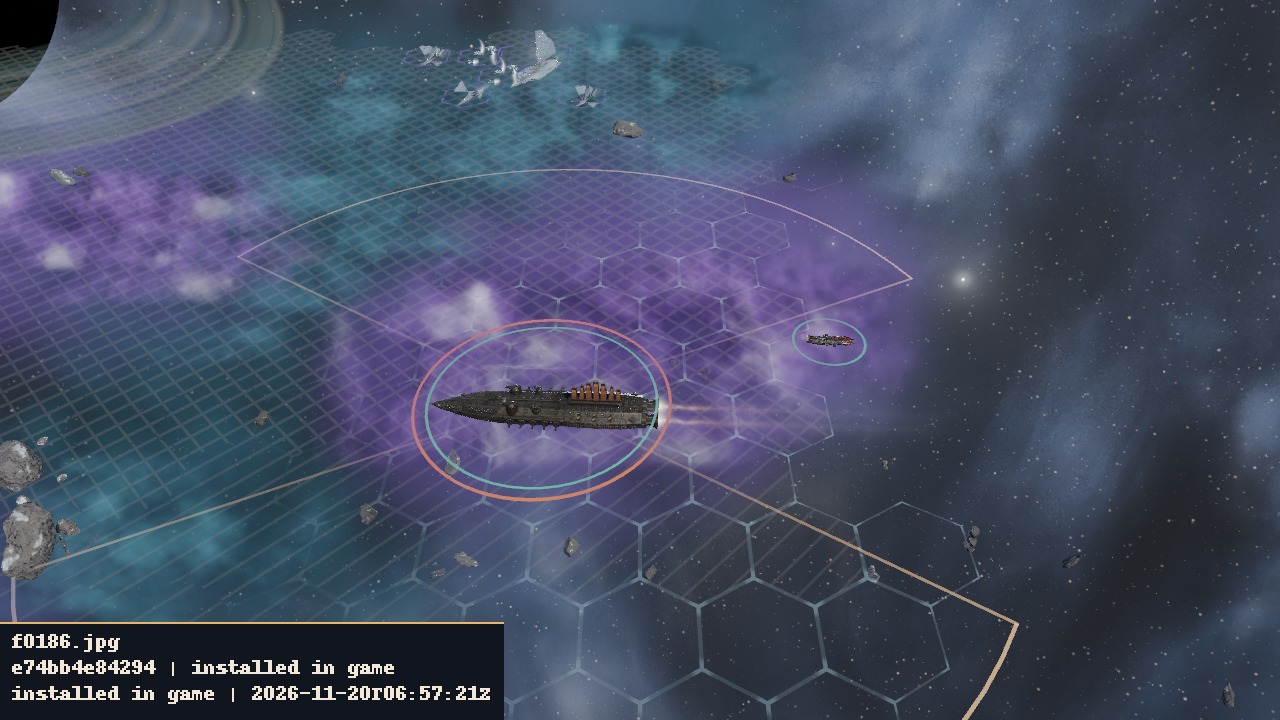 f0186.jpg
e74bb4e84294 | installed in game
installed in game | 2026-11-20T06:57:21Z